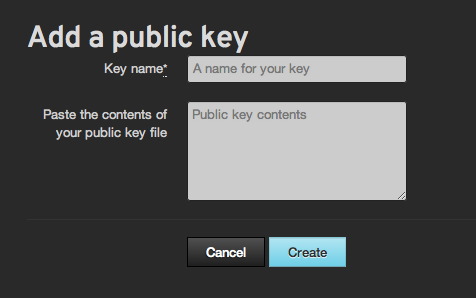 Add a public key
Key name*
A name for your key
Paste the contents of
your public key file
Public key contents
Cancel
Create